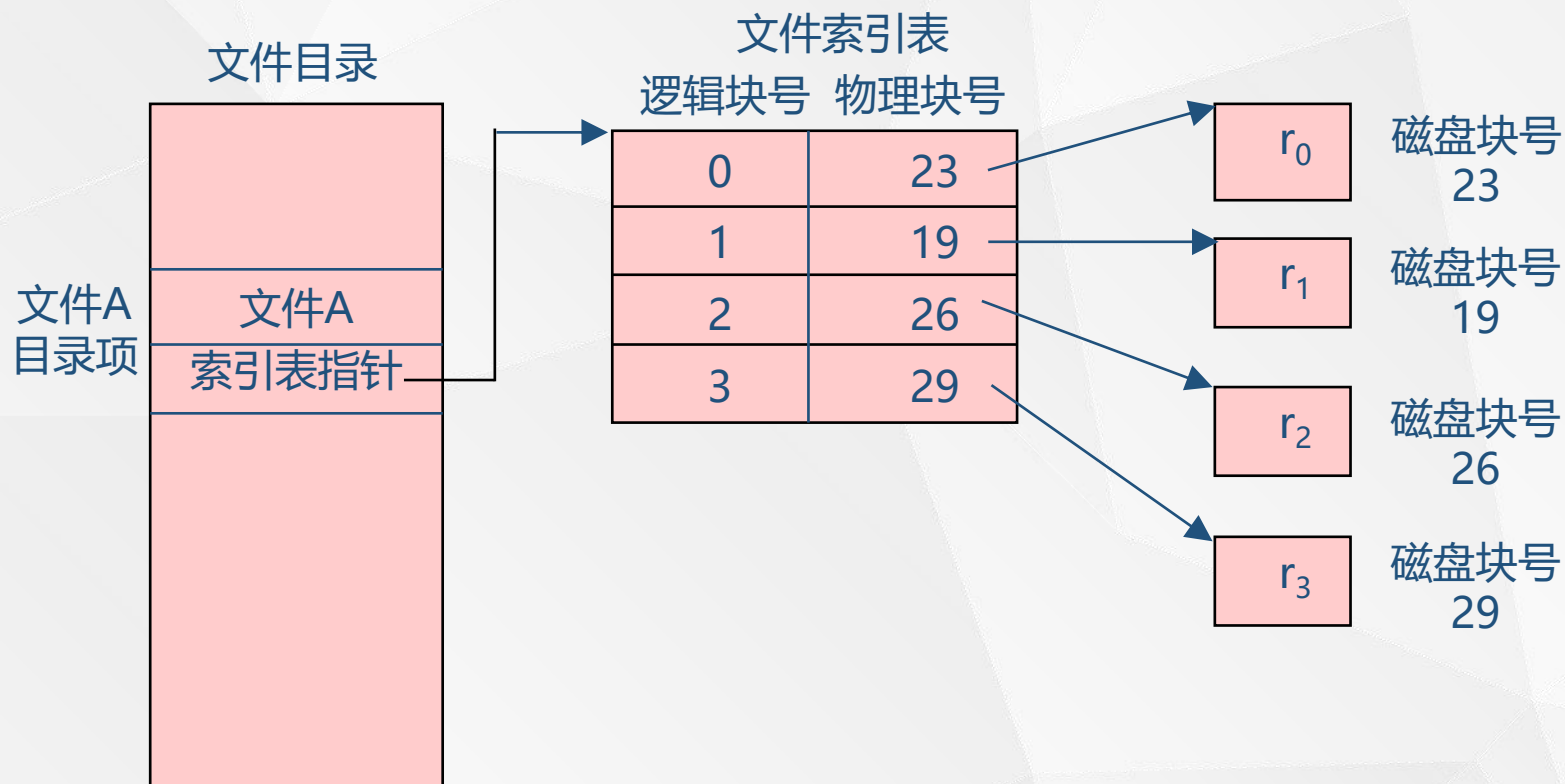 文件目录
文件A
目录项
文件A
索引表指针
文件索引表
逻辑块号 物理块号
0 23
1 19
2 26
3 29
r0
磁盘块号
23
r1
磁盘块号
19
r2
磁盘块号
26
r3
磁盘块号
29